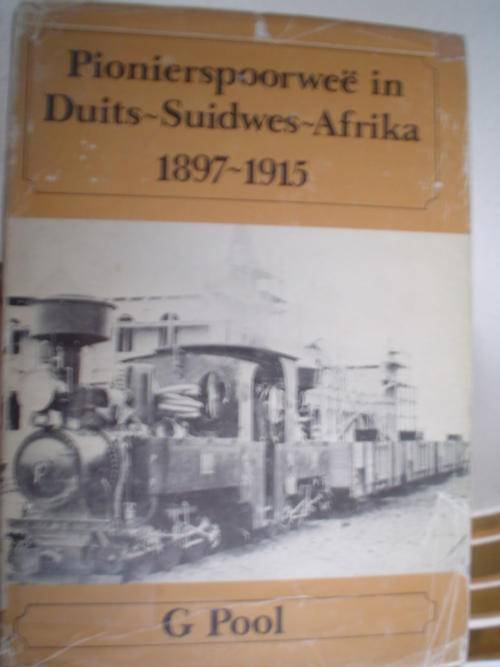 Pionierspoorweë in
Duits~Suidwes~Afrika
1897~1915
G Pool